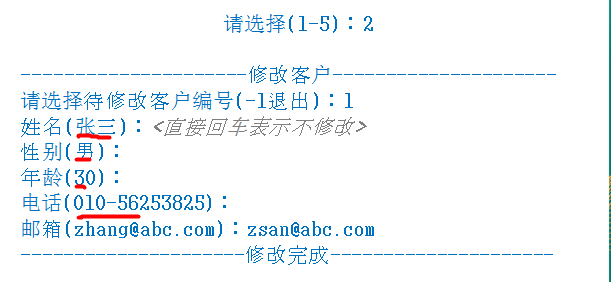 请选择(1-5)：2
----------------------修改客户----------------------
请选择待修改客户编号(-1退出)：1
姓名(张三)：<直接回车表示不修改>
性别(男)：
年龄(30)：
电话(010-56253825)：
邮箱(zhang@abc.com)：zsan@abc.com
----------------------修改完成----------------------